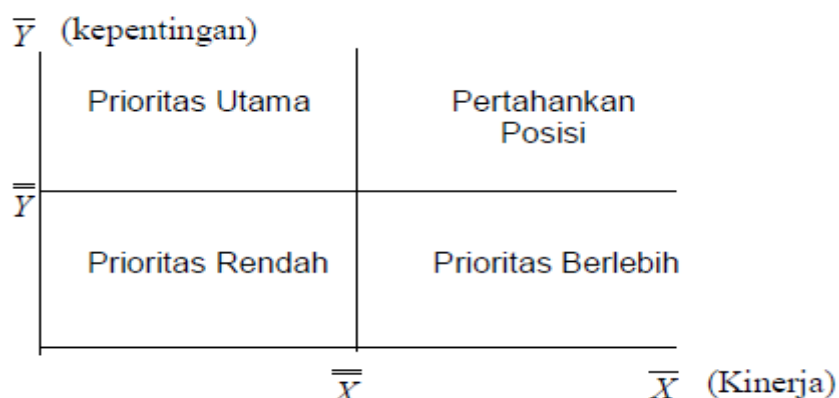 Y̅ (kepentingan)
Prioritas Utama
Pertahankan
Posisi
Y̿
Prioritas Rendah
Prioritas Berlebih
X̿
X̅ (Kinerja)